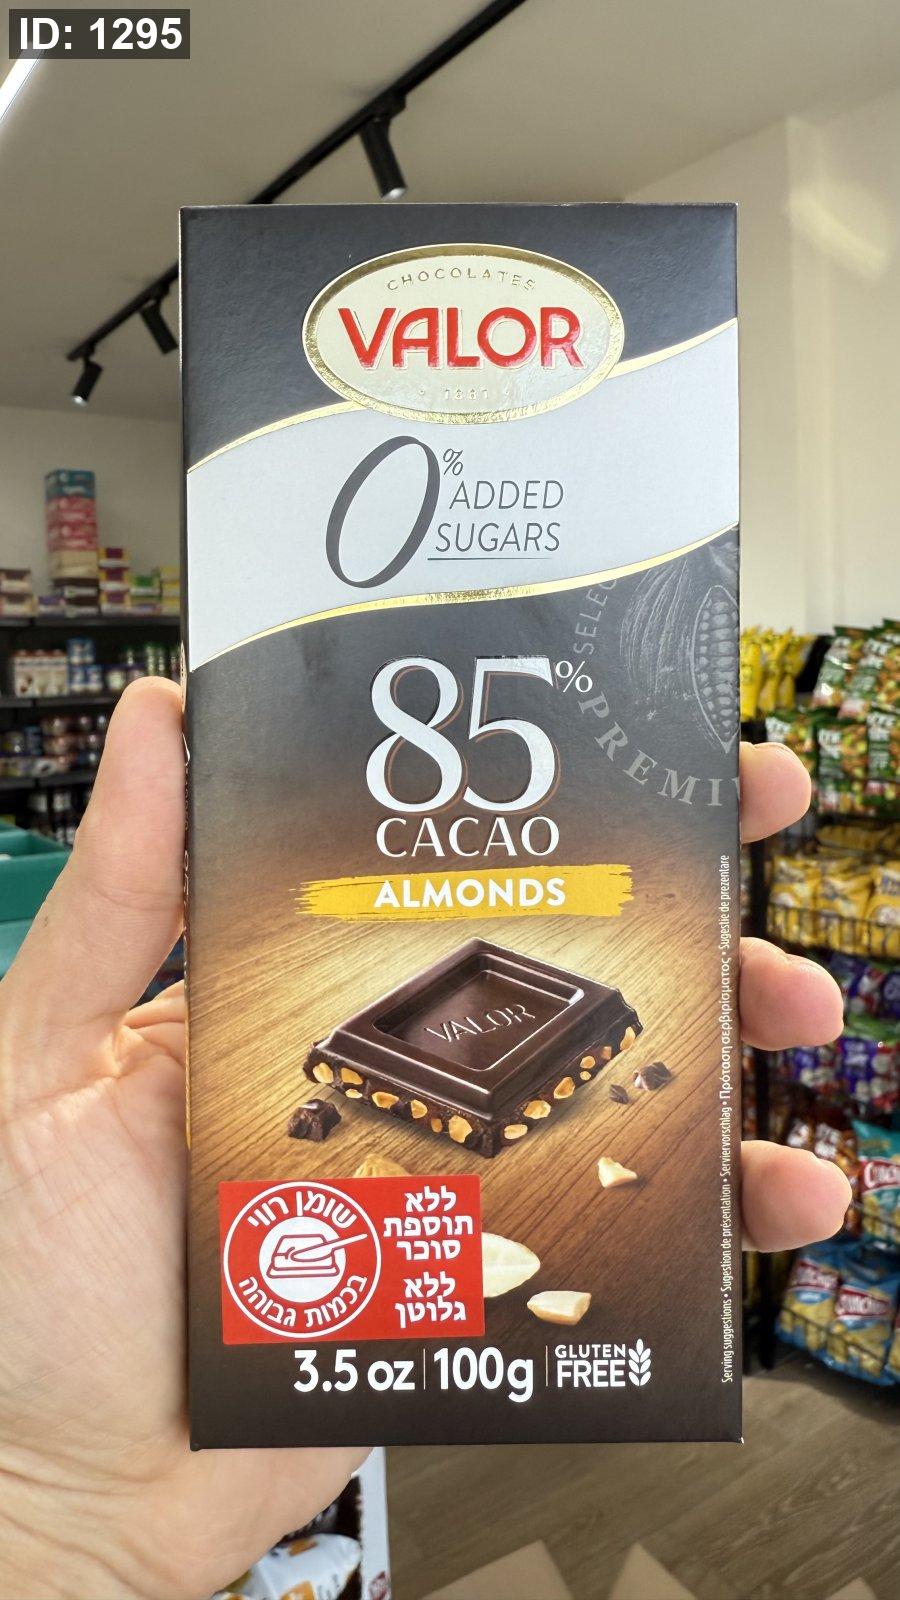 ID: 1295
CHOCOLATES
VALOR
1881
0%
ADDED
SUGARS
85%
CACAO
ALMONDS
VALOR
שומן רווי
בכמות גבוהה
ללא
תוספת
סוכר
ללא
גלוטן
3.5 oz | 100g
GLUTEN
FREE
Serving suggestions • Sugestion de présentation • Serviervorschlag • Πρόταση σερβιρίσματος • Sugestie de prezentare